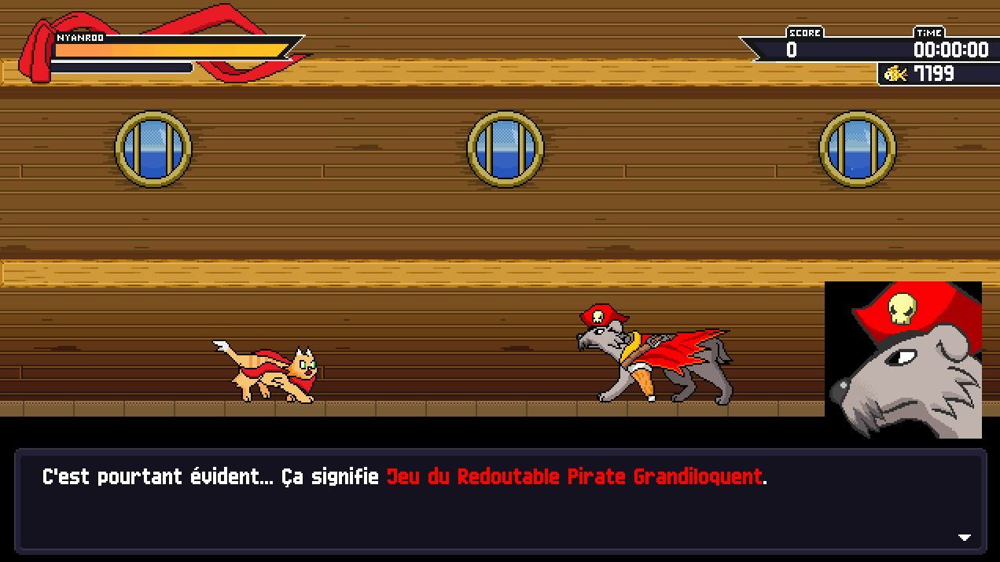 NYANROO
SCORE
TIME
0
00:00:00
7199
C'est pourtant évident... Ça signifie Jeu du Redoutable Pirate Grandiloquent.